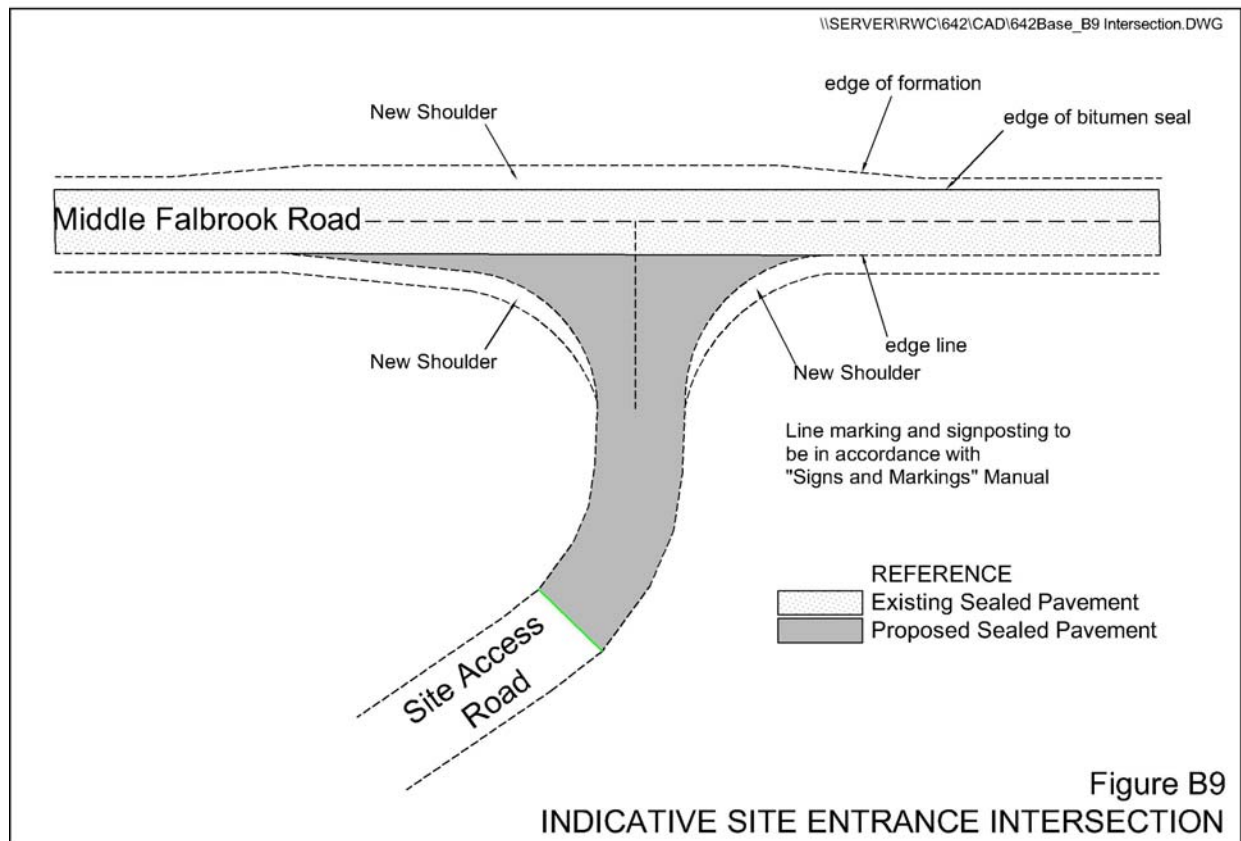 \\SERVER\RWC\642\CAD\642Base_B9 Intersection.DWG
edge of formation
New Shoulder
edge of bitumen seal
Middle Falbrook Road
edge line
New Shoulder
New Shoulder
Line marking and signposting to
be in accordance with
"Signs and Markings" Manual
REFERENCE
Existing Sealed Pavement
Proposed Sealed Pavement
Site Access
Road
Figure B9
INDICATIVE SITE ENTRANCE INTERSECTION